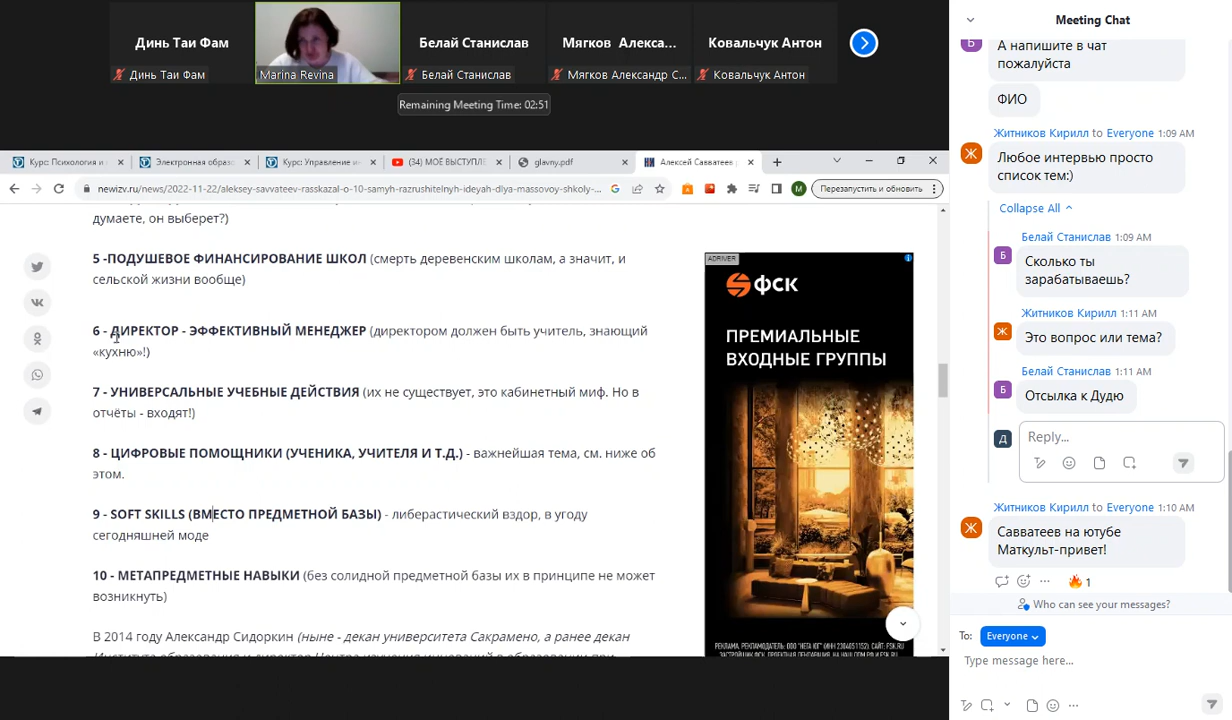 Динь Таи Фам
Динь Таи Фам
Marina Revina
Белай Станислав
Белай Станислав
Мягков Алекса...
Мягков Александр С...
Ковальчук Антон
Ковальчук Антон
Remaining Meeting Time: 02:51
Курс: Психология и
Электронная образо
Курс: Управление ин
(34) МОЁ ВЫСТУПЛЕ
glavny.pdf
Алексей Савватеев р
newizv.ru/news/2022-11-22/aleksey-savvateev-rasskazal-o-10-samyh-razrushitelnyh-ideyah-dlya-massovoy-shkoly-...
M
Перезапустить и обновить
думаете, он выберет?)
5 -ПОДУШЕВОЕ ФИНАНСИРОВАНИЕ ШКОЛ (смерть деревенским школам, а значит, и
сельской жизни вообще)
6 - ДИРЕКТОР - ЭФФЕКТИВНЫЙ МЕНЕДЖЕР (директором должен быть учитель, знающий
«кухню»!)
7 - УНИВЕРСАЛЬНЫЕ УЧЕБНЫЕ ДЕЙСТВИЯ (их не существует, это кабинетный миф. Но в
отчёты - входят!)
8 - ЦИФРОВЫЕ ПОМОЩНИКИ (УЧЕНИКА, УЧИТЕЛЯ И Т.Д.) - важнейшая тема, см. ниже об
этом.
9 - SOFT SKILLS (ВМЕСТО ПРЕДМЕТНОЙ БАЗЫ) - либерастический вздор, в угоду
сегодняшней моде
10 - МЕТАПРЕДМЕТНЫЕ НАВЫКИ (без солидной предметной базы их в принципе не может
возникнуть)
В 2014 году Александр Сидоркин (ныне - декан университета Сакраменo, а ранее декан
ADRIVER
ФСК
ПРЕМИАЛЬНЫЕ
ВХОДНЫЕ ГРУППЫ
Meeting Chat
Б
А напишите в чат
пожалуйста
ФИО
Житников Кирилл to Everyone 1:09 AM
Ж
Любое интервью просто
список тем:)
Collapse All
Белай Станислав 1:09 AM
Б
Сколько ты
зарабатываешь?
Житников Кирилл 1:11 AM
Ж
Это вопрос или тема?
Белай Станислав 1:11 AM
Б
Отсылка к Дудю
Д
Reply...
Житников Кирилл to Everyone 1:10 AM
Ж
Савватеев на ютубе
Маткульт-привет!
1
Who can see your messages?
To: Everyone
Type message here...